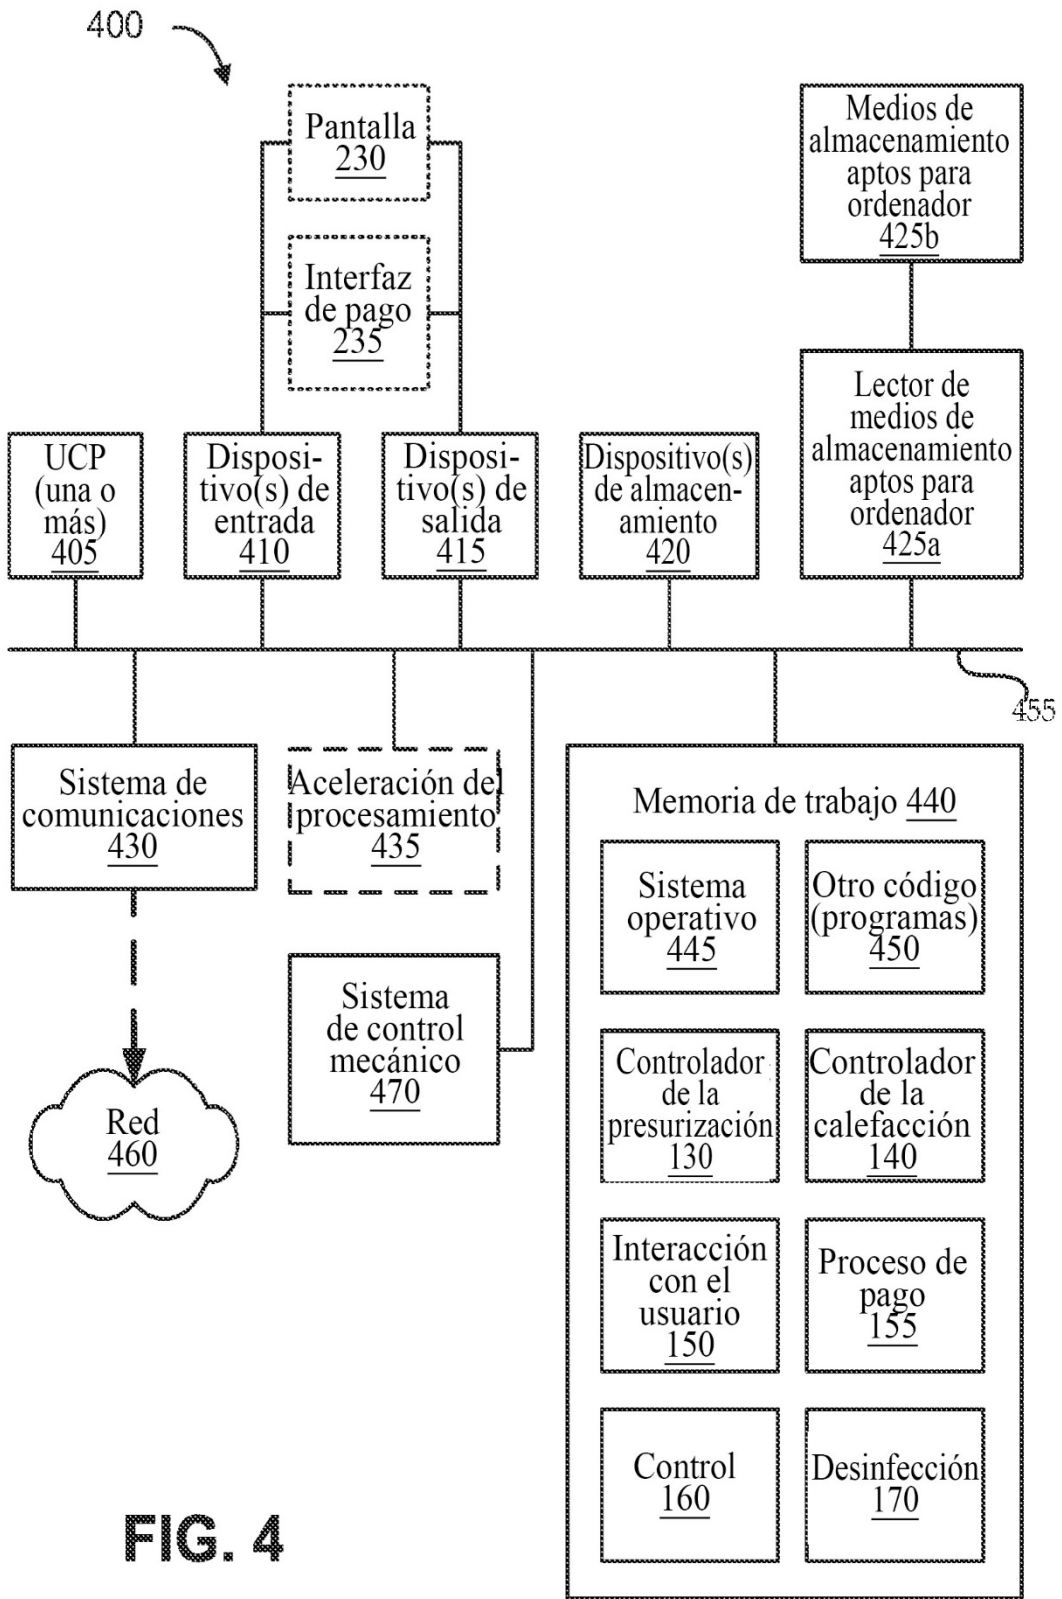 400
Pantalla
230
Interfaz
de pago
235
Medios de
almacenamiento
aptos para
ordenador
425b
Lector de
medios de
almacenamiento
aptos para
ordenador
425a
UCP
(una o
más)
405
Disposi-
tivo(s) de
entrada
410
Disposi-
tivo(s) de
salida
415
Dispositivo(s)
de almacen-
amiento
420
455
Sistema de
comunicaciones
430
Aceleración del
procesamiento
435
Sistema
de control
mecánico
470
Red
460
Memoria de trabajo 440
Sistema
operativo
445
Otro código
(programas)
450
Controlador
de la
presurización
130
Controlador
de la
calefacción
140
Interacción
con el
usuario
150
Proceso de
pago
155
Control
160
Desinfección
170
FIG. 4